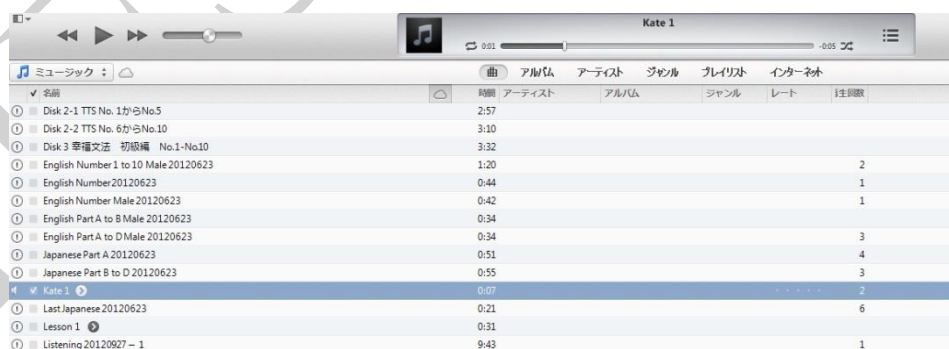 Kate 1
0:01 -0:05
ミュージック 曲 アルバム アーティスト ジャンル プレイリスト インターネット
名前 時間 アーティスト アルバム ジャンル レート 生回数
Disk 2-1 TTS No. 1からNo.5 2:57
Disk 2-2 TTS No. 6からNo.10 3:10
Disk 3 幸福文法 初級編 No.1-No.10 3:32
English Number 1 to 10 Male 20120623 1:20 2
English Number20120623 0:44 1
English Number Male 20120623 0:42 1
English Part A to B Male 20120623 0:34
English Part A to D Male 20120623 0:34 3
Japanese Part A 20120623 0:51 4
Japanese Part B to D 20120623 0:55 3
Kate 1 0:07 2
Last Japanese 20120623 0:21 6
Lesson 1 0:31
Listening 20120927 – 1 9:43 1